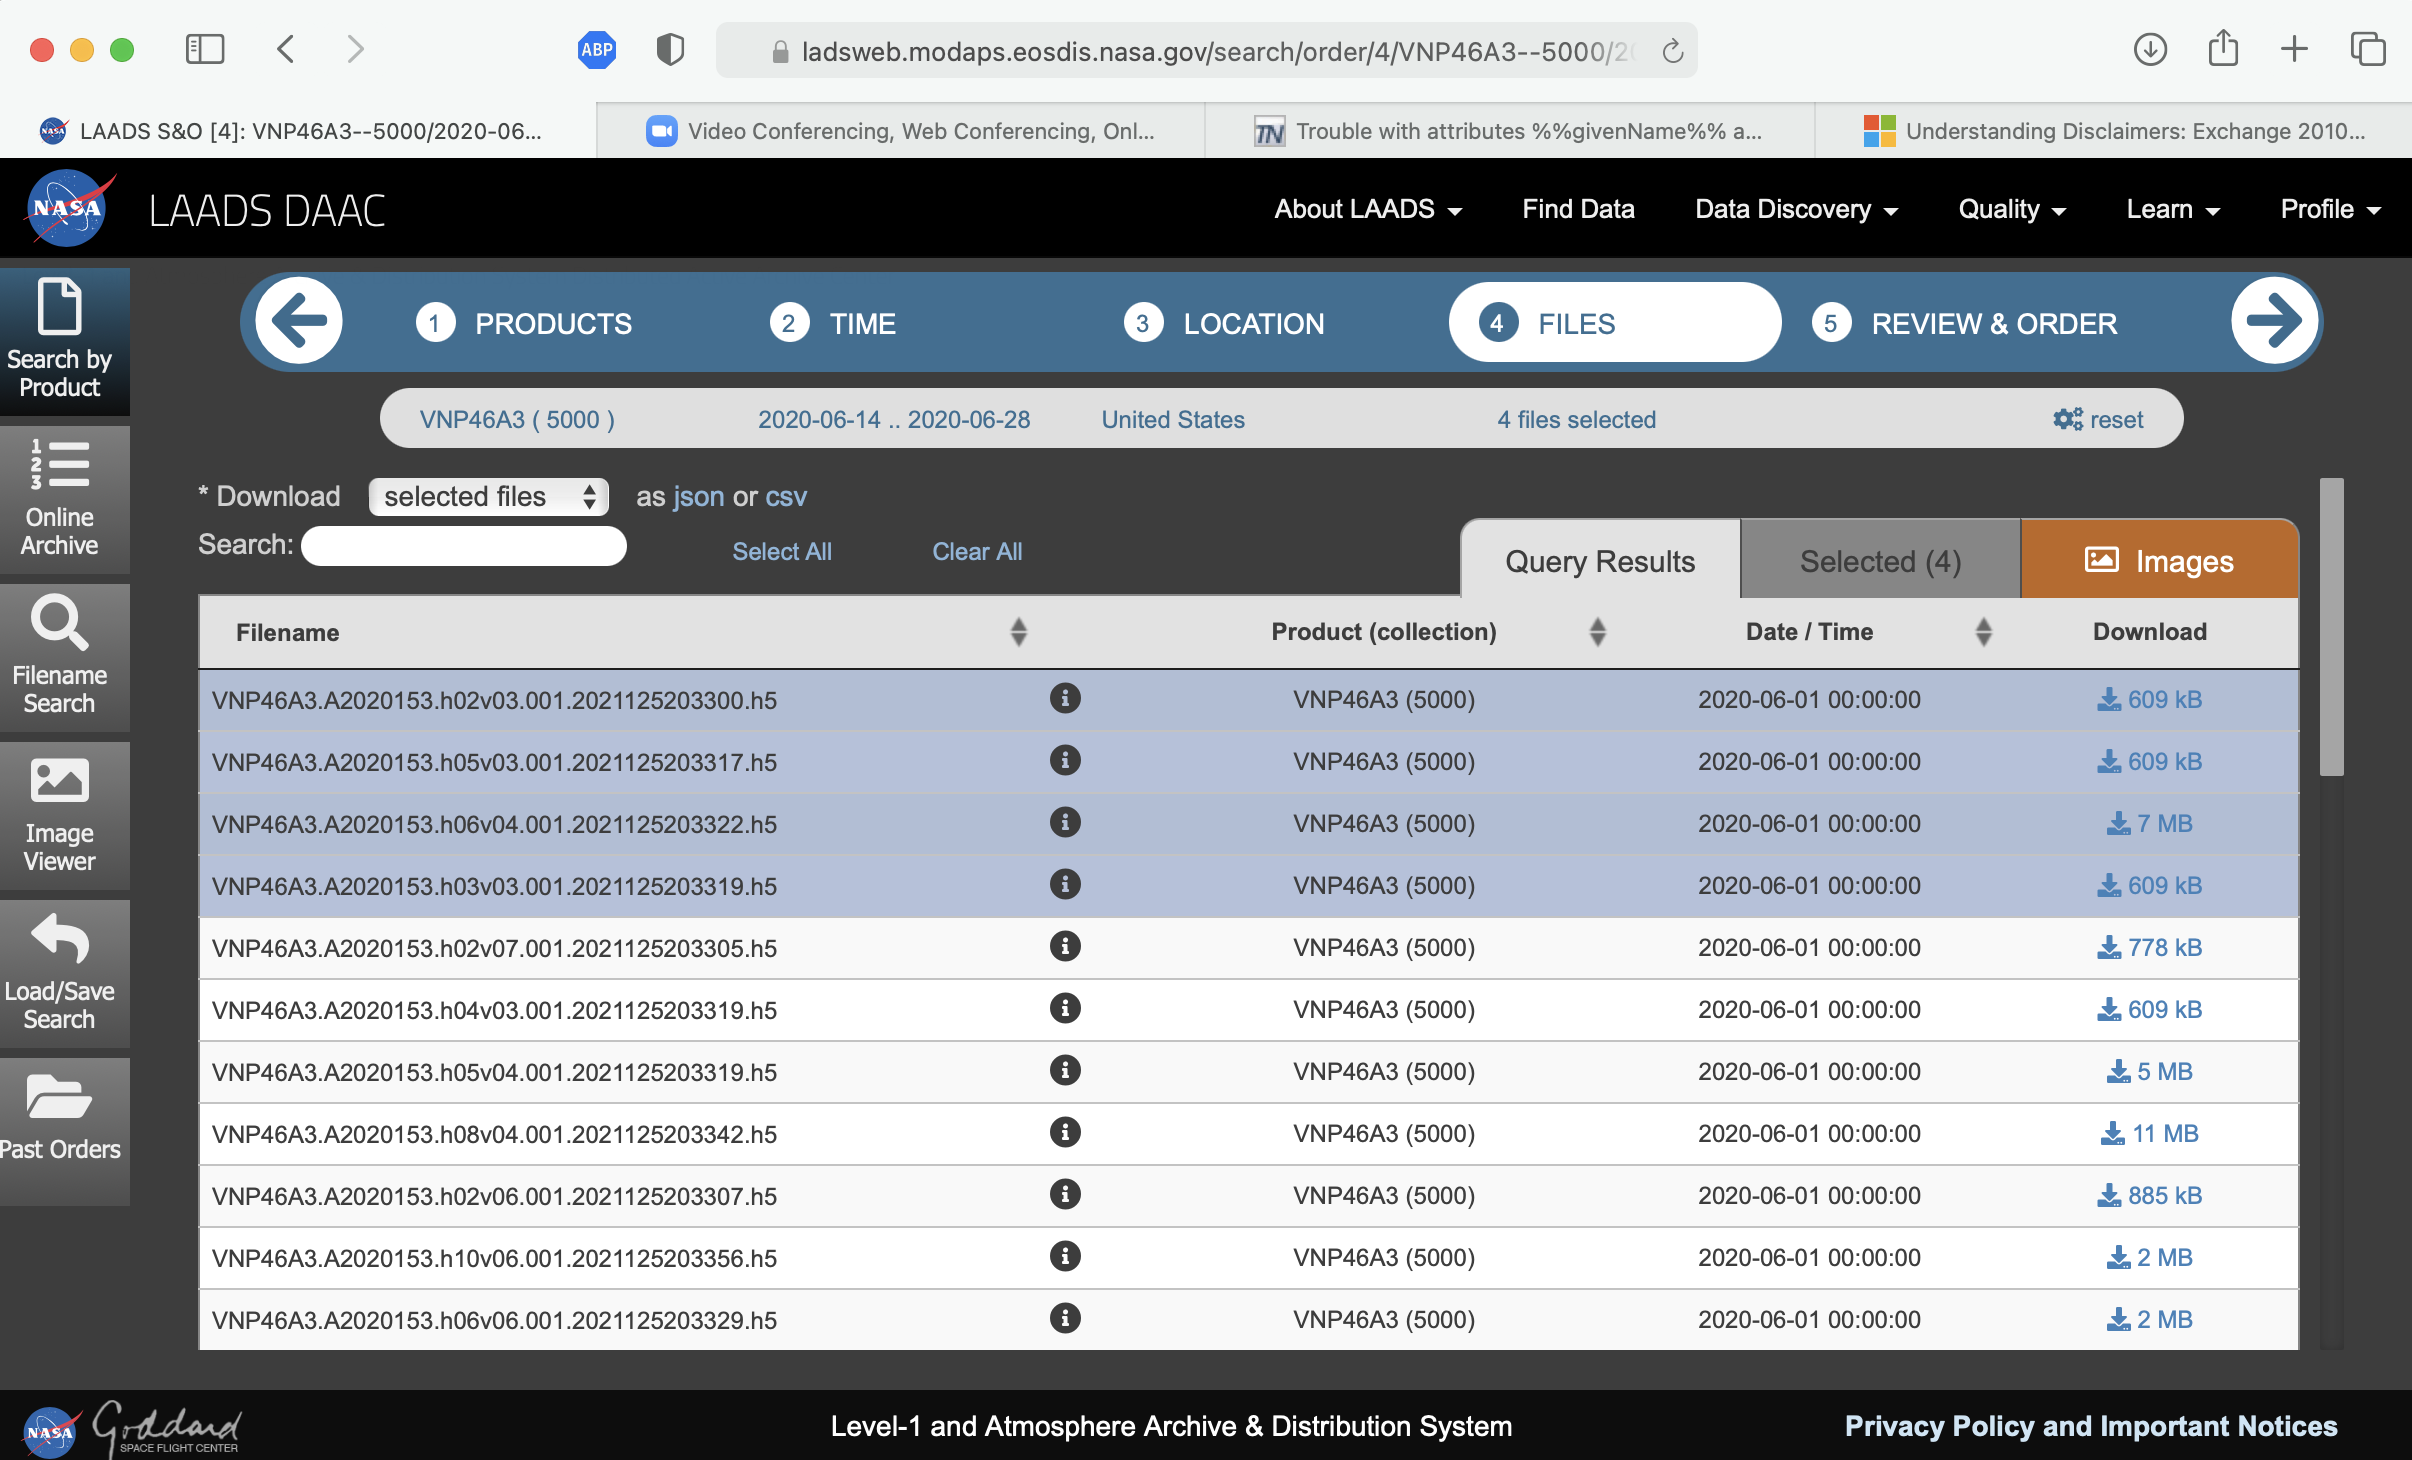 ABP
ladsweb.modaps.eosdis.nasa.gov/search/order/4/VNP46A3--5000/20
LAADS S&O [4]: VNP46A3--5000/2020-06...
Video Conferencing, Web Conferencing, Onl...
Trouble with attributes %%givenName%% a...
Understanding Disclaimers: Exchange 2010...
NASA
LAADS DAAC
About LAADS
Find Data
Data Discovery
Quality
Learn
Profile
Search by
Product
Online
Archive
Filename
Search
Image
Viewer
Load/Save
Search
Past Orders
1 PRODUCTS
2 TIME
3 LOCATION
4 FILES
5 REVIEW & ORDER
VNP46A3 ( 5000 )
2020-06-14 .. 2020-06-28
United States
4 files selected
reset
* Download selected files as json or csv
Search:
Select All
Clear All
Query Results
Selected (4)
Images
Filename Product (collection) Date / Time Download
VNP46A3.A2020153.h02v03.001.2021125203300.h5 VNP46A3 (5000) 2020-06-01 00:00:00 609 kB
VNP46A3.A2020153.h05v03.001.2021125203317.h5 VNP46A3 (5000) 2020-06-01 00:00:00 609 kB
VNP46A3.A2020153.h06v04.001.2021125203322.h5 VNP46A3 (5000) 2020-06-01 00:00:00 7 MB
VNP46A3.A2020153.h03v03.001.2021125203319.h5 VNP46A3 (5000) 2020-06-01 00:00:00 609 kB
VNP46A3.A2020153.h02v07.001.2021125203305.h5 VNP46A3 (5000) 2020-06-01 00:00:00 778 kB
VNP46A3.A2020153.h04v03.001.2021125203319.h5 VNP46A3 (5000) 2020-06-01 00:00:00 609 kB
VNP46A3.A2020153.h05v04.001.2021125203319.h5 VNP46A3 (5000) 2020-06-01 00:00:00 5 MB
VNP46A3.A2020153.h08v04.001.2021125203342.h5 VNP46A3 (5000) 2020-06-01 00:00:00 11 MB
VNP46A3.A2020153.h02v06.001.2021125203307.h5 VNP46A3 (5000) 2020-06-01 00:00:00 885 kB
VNP46A3.A2020153.h10v06.001.2021125203356.h5 VNP46A3 (5000) 2020-06-01 00:00:00 2 MB
VNP46A3.A2020153.h06v06.001.2021125203329.h5 VNP46A3 (5000) 2020-06-01 00:00:00 2 MB
NASA
Goddard
SPACE FLIGHT CENTER
Level-1 and Atmosphere Archive & Distribution System
Privacy Policy and Important Notices